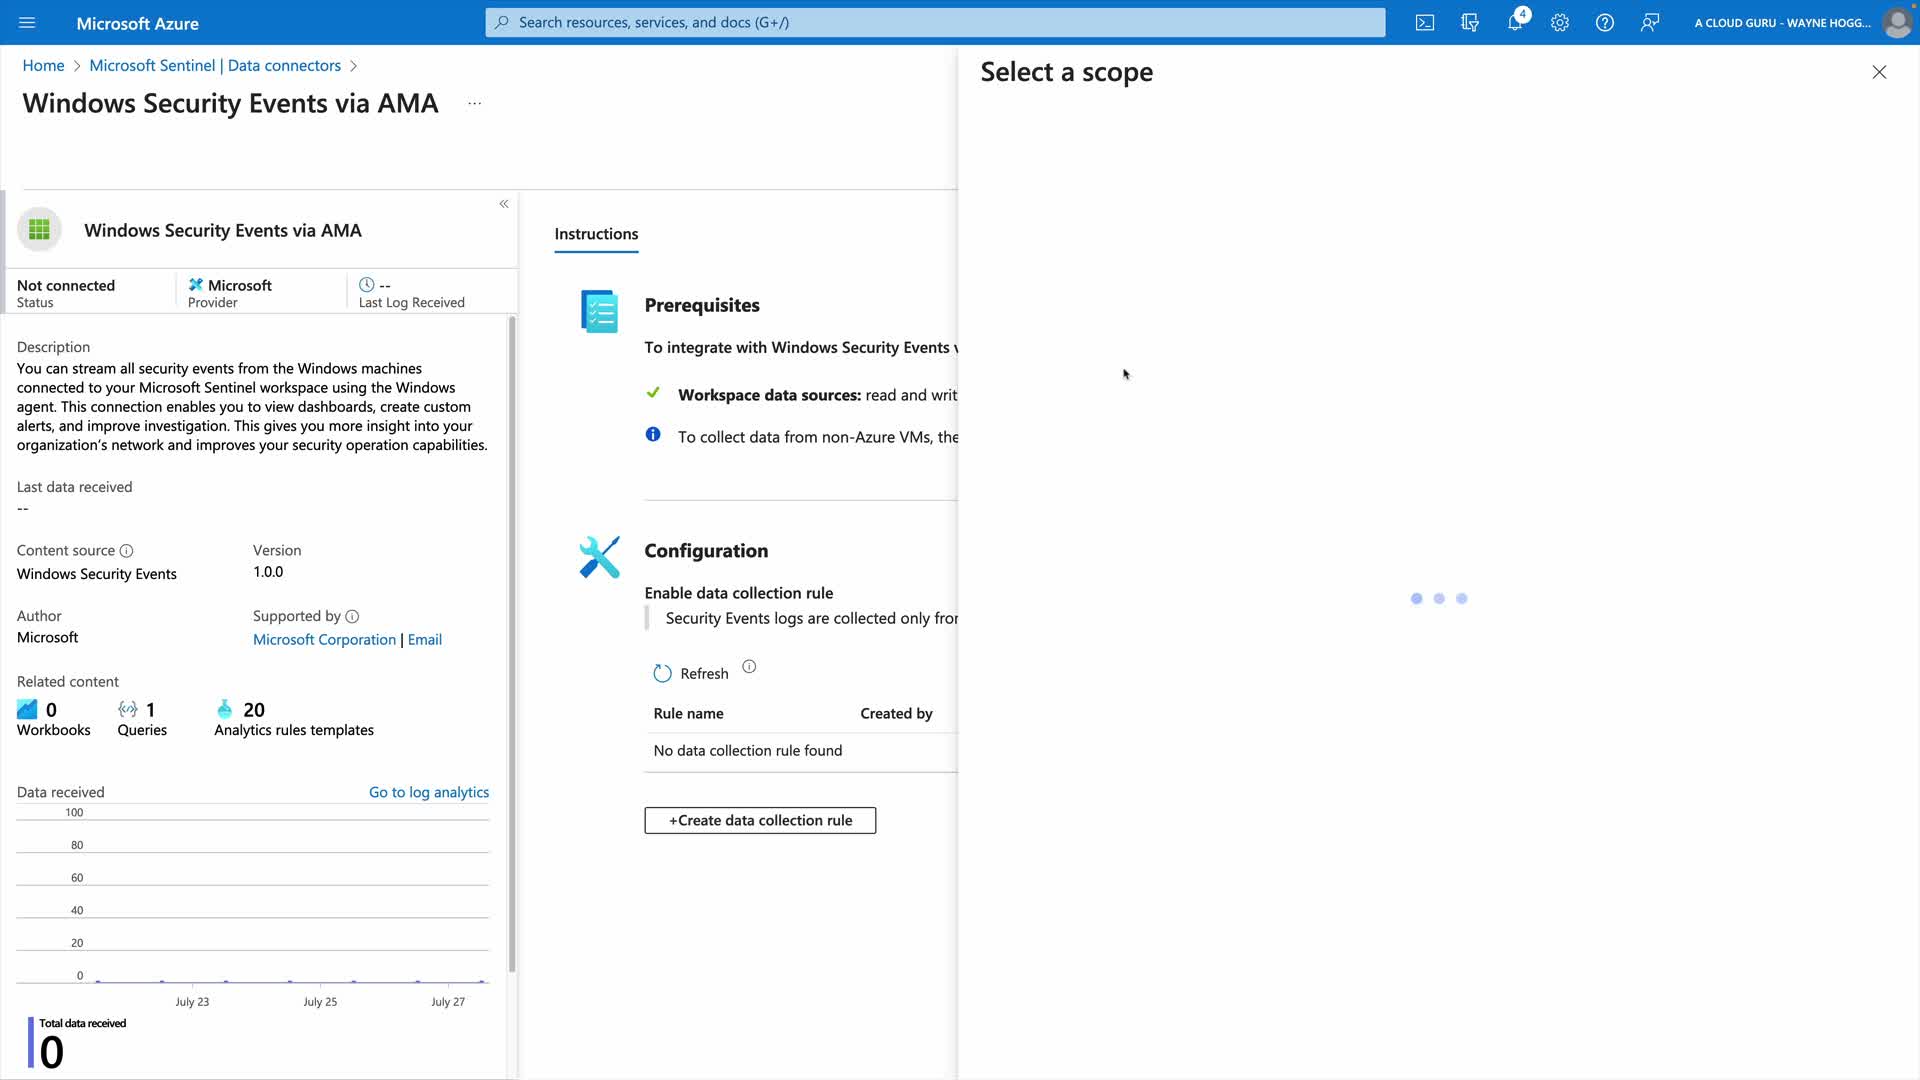 Microsoft Azure
Search resources, services, and docs (G+/)
4
A CLOUD GURU - WAYNE HOGG...
Home > Microsoft Sentinel | Data connectors >
Windows Security Events via AMA ...
Select a scope
«
Windows Security Events via AMA
Not connected
Status
Microsoft
Provider
--
Last Log Received
Description
You can stream all security events from the Windows machines
connected to your Microsoft Sentinel workspace using the Windows
agent. This connection enables you to view dashboards, create custom
alerts, and improve investigation. This gives you more insight into your
organization's network and improves your security operation capabilities.
Last data received
--
Content source
Windows Security Events
Version
1.0.0
Author
Microsoft
Supported by
Microsoft Corporation | Email
Related content
0
Workbooks
1
Queries
20
Analytics rules templates
Data received
Go to log analytics
100
80
60
40
20
0
July 23
July 25
July 27
Total data received
0
Instructions
Prerequisites
To integrate with Windows Security Events v
Workspace data sources: read and writ
To collect data from non-Azure VMs, the
Configuration
Enable data collection rule
Security Events logs are collected only fror
Refresh
Rule name
Created by
No data collection rule found
+Create data collection rule